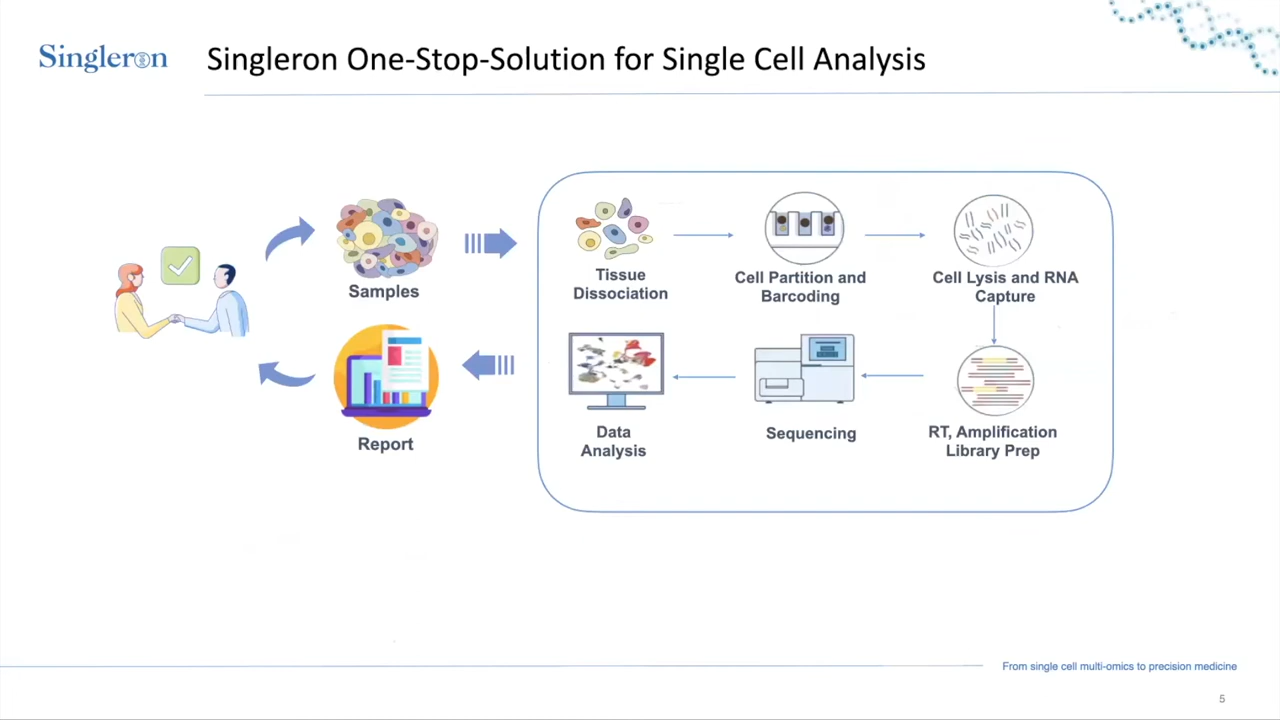 Singleron
Singleron One-Stop-Solution for Single Cell Analysis
Samples
Tissue
Dissociation
Cell Partition and
Barcoding
Cell Lysis and RNA
Capture
Report
Data
Analysis
Sequencing
RT, Amplification
Library Prep
From single cell multi-omics to precision medicine
5